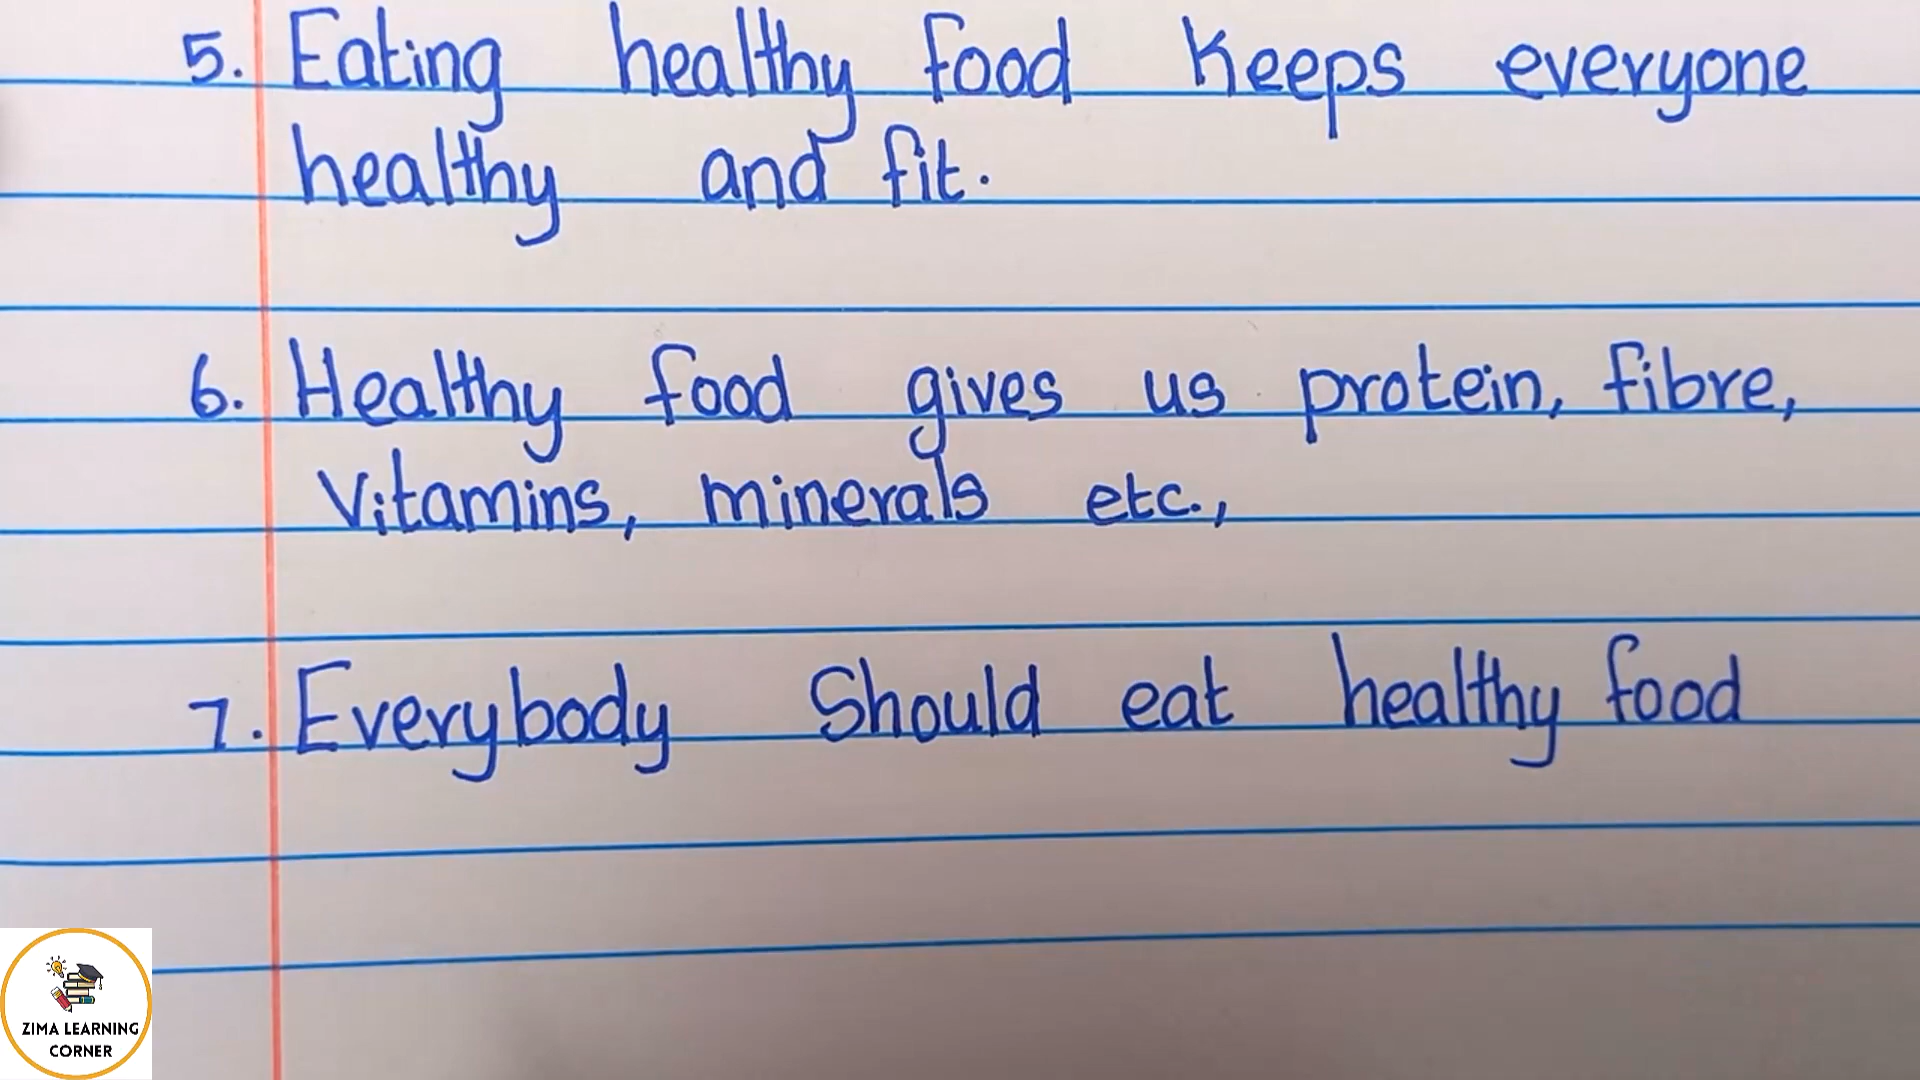 5. Eating healthy food keeps everyone
healthy and fit.
6. Healthy food gives us protein, fibre,
Vitamins, minerals etc.,
7. Everybody Should eat healthy food
ZIMA LEARNING
CORNER